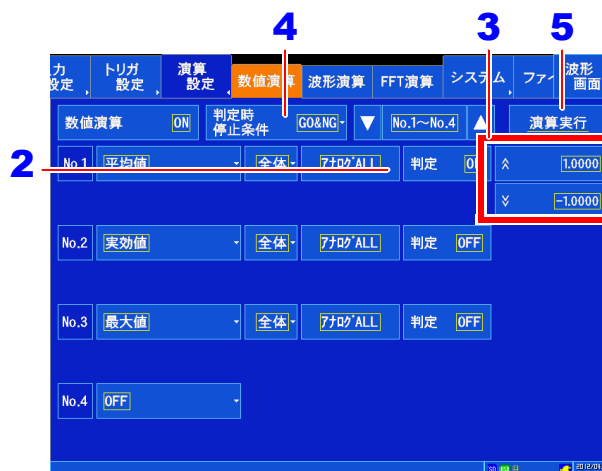 4 3 5
力設定 トリガ設定 演算設定 数値演算 波形演算 FFT演算 システム ファイ 波形画面
数値演算 ON 判定時停止条件 GO&NG ▼ No.1〜No.4 ▲ 演算実行
2
No.1 平均値 全体 ｱﾅﾛｸﾞALL 判定 1.0000
-1.0000
No.2 実効値 全体 ｱﾅﾛｸﾞALL 判定 OFF
No.3 最大値 全体 ｱﾅﾛｸﾞALL 判定 OFF
No.4 OFF